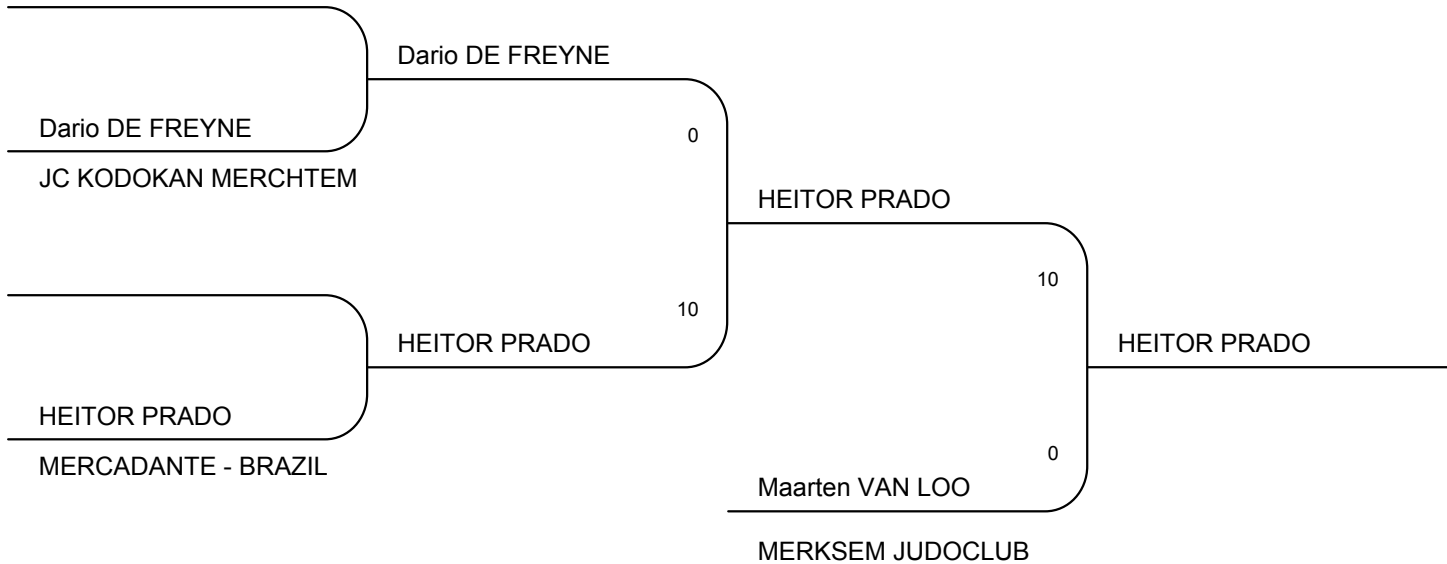 Dario DE FREYNE
Dario DE FREYNE
0
JC KODOKAN MERCHTEM
HEITOR PRADO
10
10
HEITOR PRADO
HEITOR PRADO
HEITOR PRADO
0
MERCADANTE - BRAZIL
Maarten VAN LOO
MERKSEM JUDOCLUB